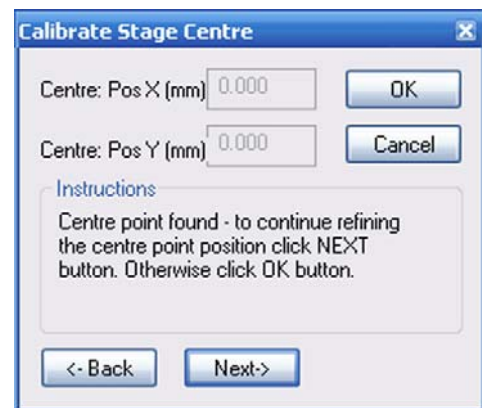 Calibrate Stage Centre
Centre: Pos X (mm) 0.000 OK
Centre: Pos Y (mm) 0.000 Cancel
Instructions
Centre point found - to continue refining
the centre point position click NEXT
button. Otherwise click OK button.
<- Back Next->